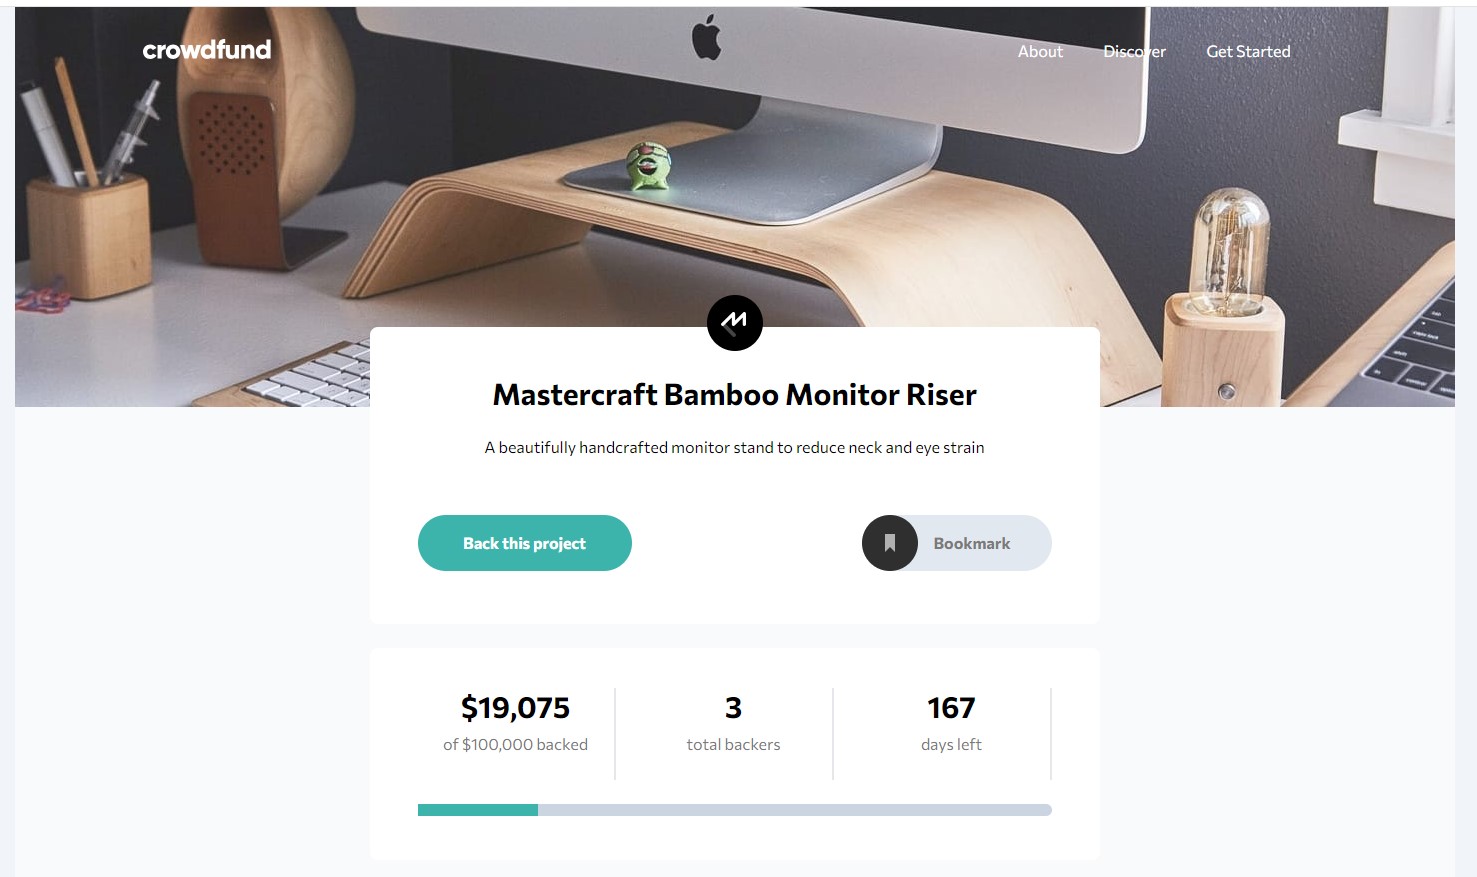 crowdfund
About Discover Get Started
Mastercraft Bamboo Monitor Riser
A beautifully handcrafted monitor stand to reduce neck and eye strain
Back this project
Bookmark
$19,075
of $100,000 backed
3
total backers
167
days left